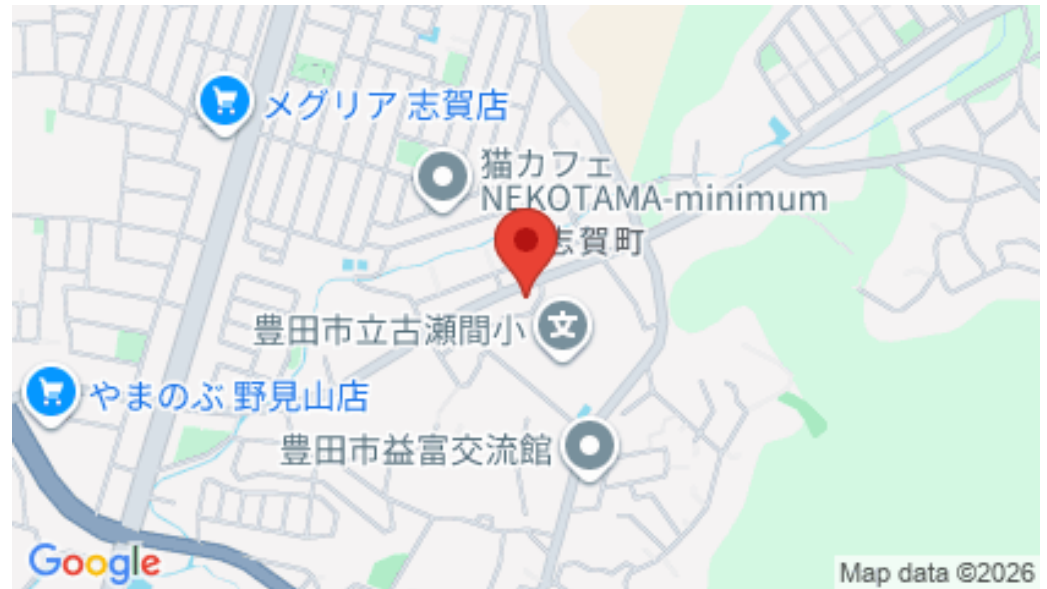 メグリア 志賀店
猫カフェ
NEKOTAMA-minimum
志賀町
豊田市立古瀬間小
文
やまのぶ 野見山店
豊田市益富交流館
Google
Map data ©2026